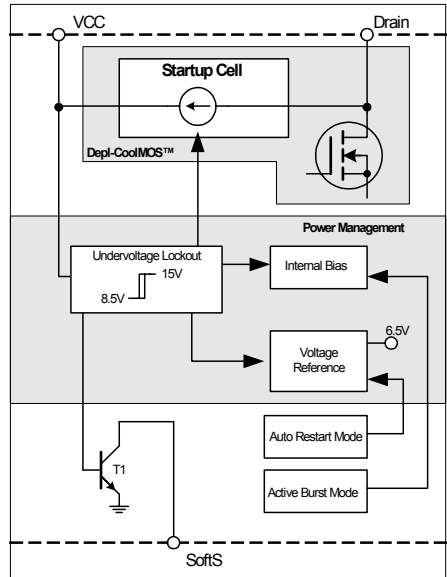 VCC
Drain
Startup Cell
Depl-CoolMOS™
Power Management
Undervoltage Lockout
15V
8.5V
Internal Bias
6.5V
Voltage
Reference
Auto Restart Mode
T1
Active Burst Mode
SoftS